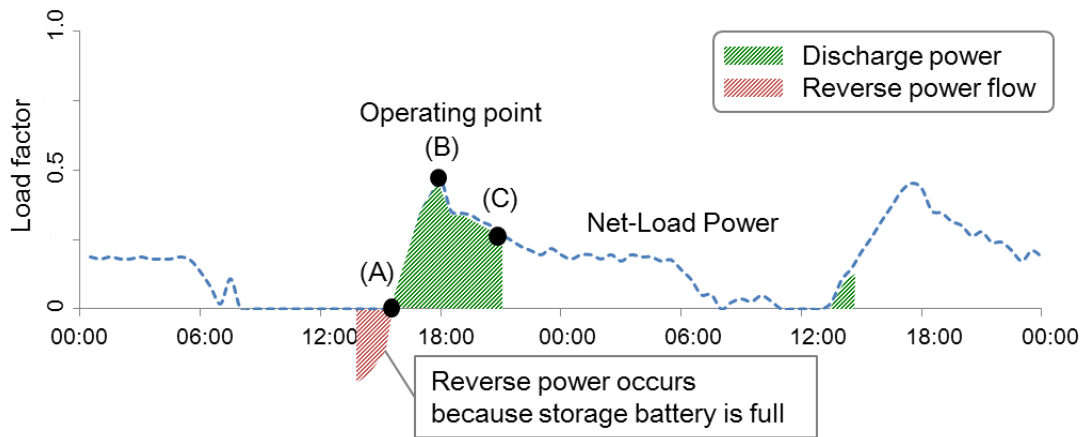 1.0
Discharge power
Reverse power flow
Operating point
(B)
0.5
(C)
Load factor
Net-Load Power
(A)
0
00:00 06:00 12:00 18:00 00:00 06:00 12:00 18:00 00:00
Reverse power occurs
because storage battery is full